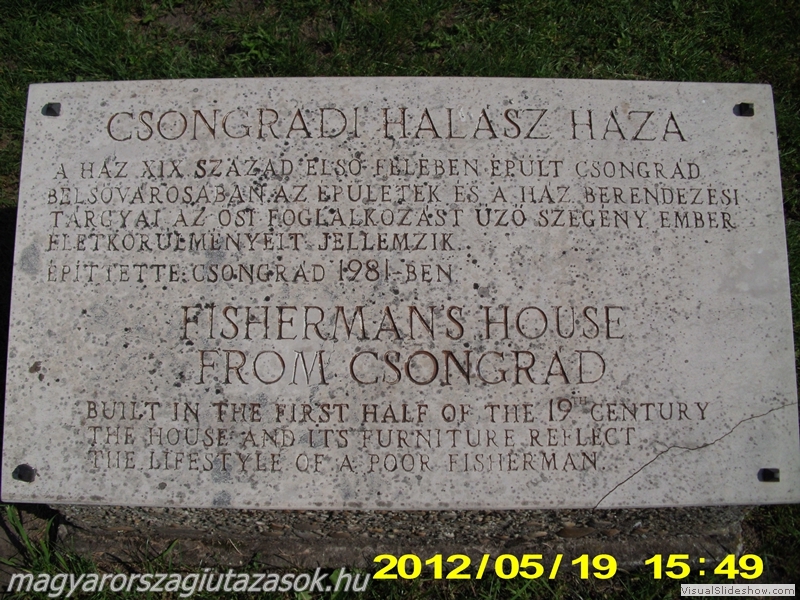 CSONGRÁDI HALÁSZ HÁZA
A HÁZ XIX. SZÁZAD ELSŐ FELÉBEN ÉPÜLT CSONGRÁD
BELSŐVÁROSÁBAN. AZ ÉPÜLETEK ÉS A HÁZ BERENDEZÉSI
TÁRGYAI AZ ŐSI FOGLALKOZÁST ŰZŐ SZEGÉNY EMBER
ÉLETKÖRÜLMÉNYEIT JELLEMZIK.
ÉPÍTTETTE: CSONGRÁD 1981-BEN
FISHERMAN'S HOUSE
FROM CSONGRÁD
BUILT IN THE FIRST HALF OF THE 19TH CENTURY
THE HOUSE AND ITS FURNITURE REFLECT
THE LIFESTYLE OF A POOR FISHERMAN.
magyarorszagiutazasok.hu
2012/05/19 15:49
VisualSlideshow.com